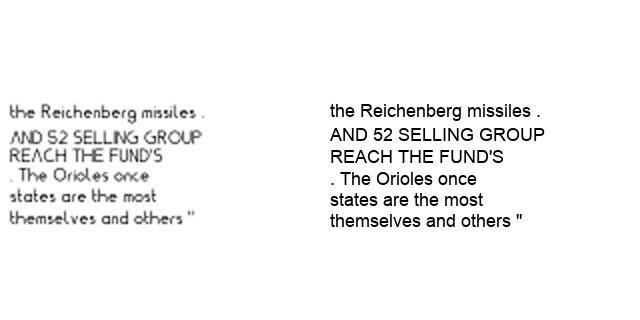 the Reichenberg missiles .
AND 52 SELLING GROUP
REACH THE FUND'S
. The Orioles once
states are the most
themselves and others "
the Reichenberg missiles .
AND 52 SELLING GROUP
REACH THE FUND'S
. The Orioles once
states are the most
themselves and others "